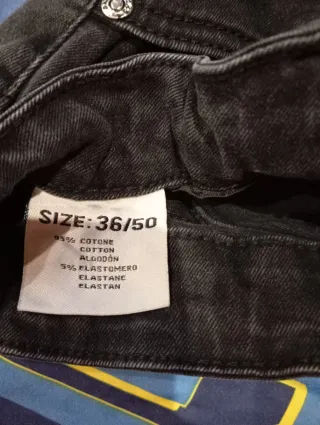 SIZE: 36/50
95% COTONE
COTTON
ALGODÓN
5% ELASTOMERO
ELASTANE
ELASTAN